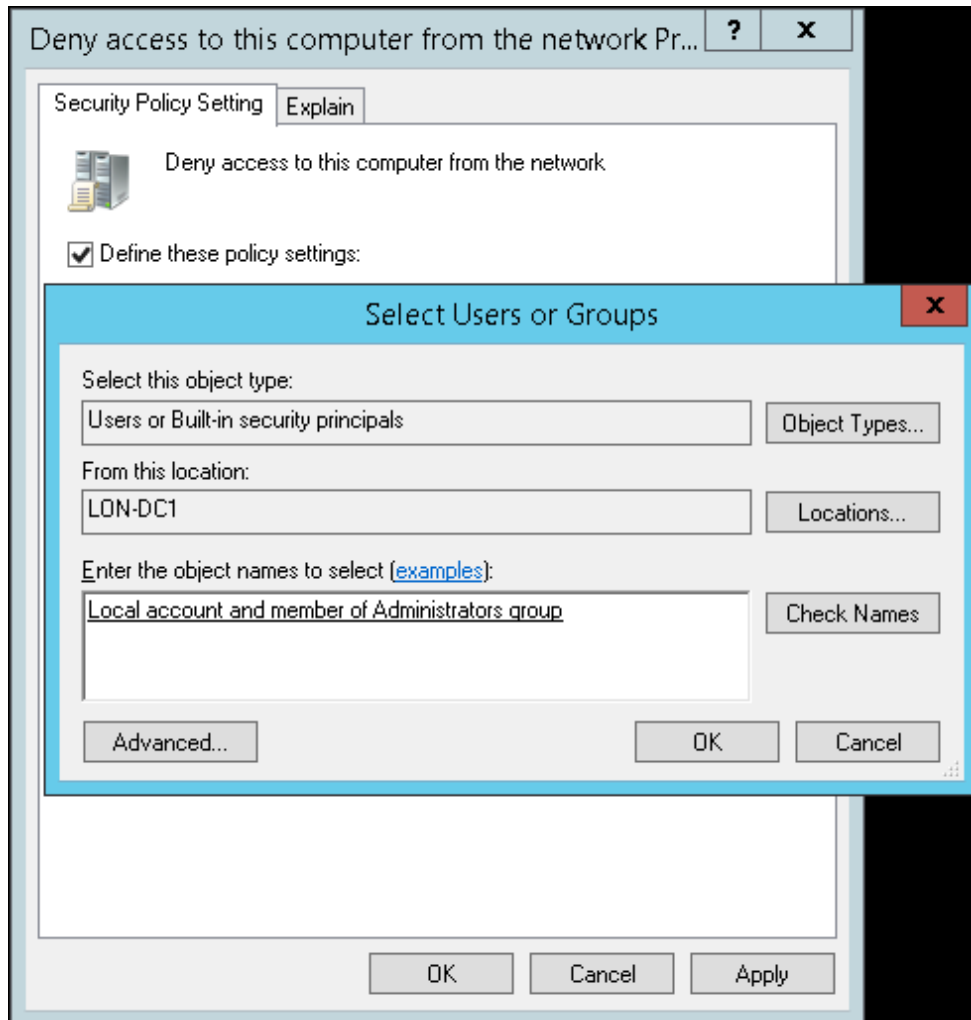 Deny access to this computer from the network Pr...
?
x
Security Policy Setting
Explain
Deny access to this computer from the network
Define these policy settings:
Select Users or Groups
x
Select this object type:
Users or Built-in security principals
Object Types...
From this location:
LON-DC1
Locations...
Enter the object names to select (examples):
Local account and member of Administrators group
Check Names
Advanced...
OK
Cancel
OK
Cancel
Apply